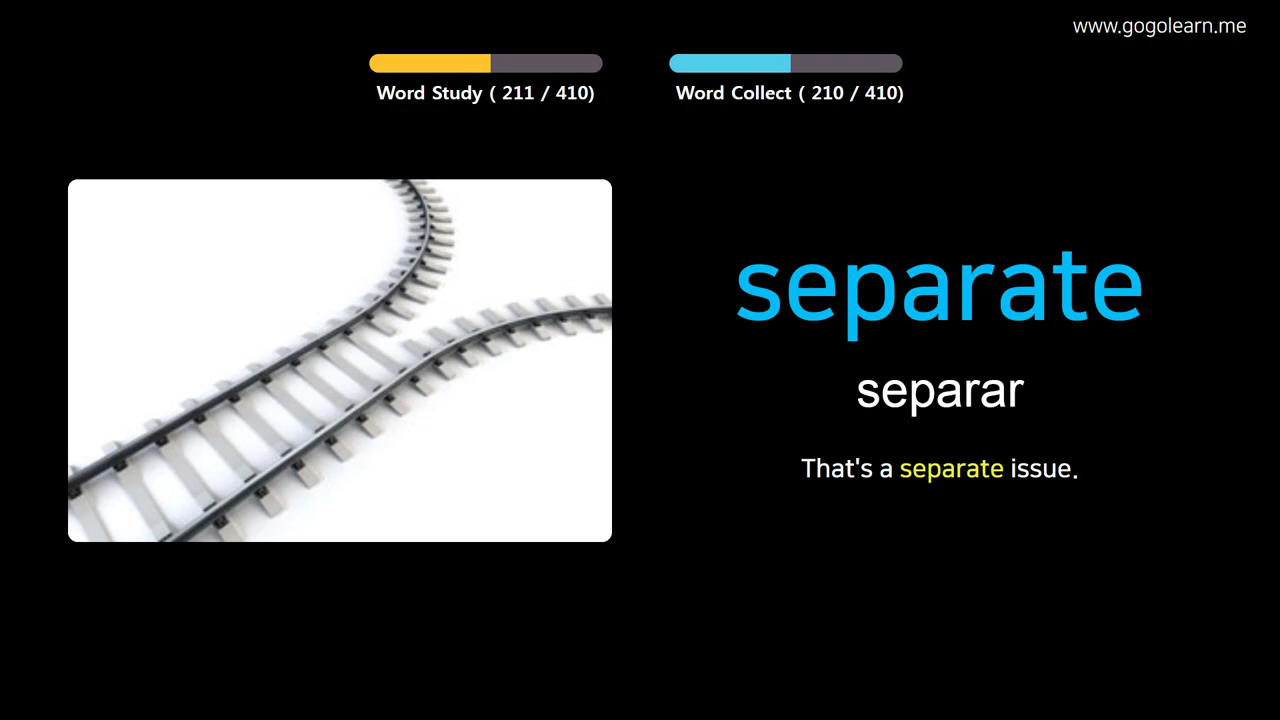 www.gogolearn.me
Word Study ( 211 / 410)
Word Collect ( 210 / 410)
separate
separar
That's a separate issue.